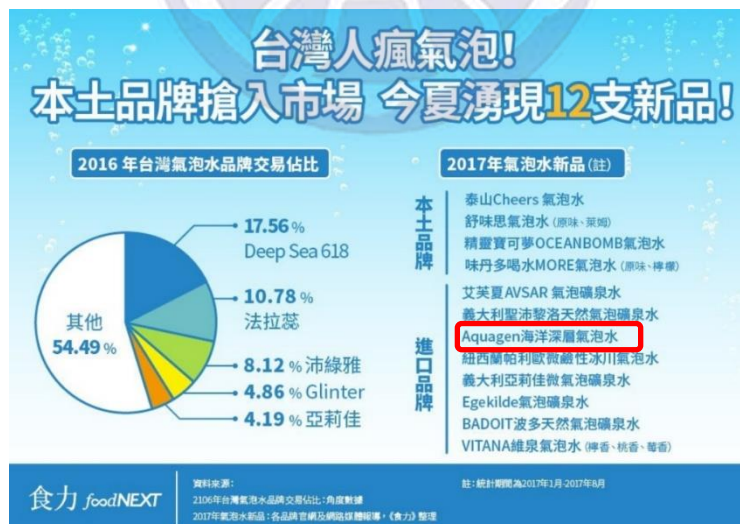 台灣人瘋氣泡！
本土品牌搶入市場 今夏湧現12支新品！
2016 年台灣氣泡水品牌交易佔比
17.56 %
Deep Sea 618
10.78 %
法拉蕊
8.12 % 沛綠雅
4.86 % Glinter
4.19 % 亞莉佳
其他
54.49 %
2017年氣泡水新品（註）
本土品牌
泰山Cheers 氣泡水
舒味思氣泡水（原味、萊姆）
精靈寶可夢OCEANBOMB氣泡水
味丹多喝水MORE氣泡水（原味、檸檬）
進口品牌
艾芙夏AVSAR 氣泡礦泉水
義大利聖沛黎洛天然氣泡礦泉水
Aquagen海洋深層氣泡水
紐西蘭帕利歐微鹼性冰川氣泡水
義大利亞莉佳微氣泡礦泉水
Egekilde氣泡礦泉水
BADOIT波多天然氣泡礦泉水
VITANA維泉氣泡水（檸香、桃香、莓香）
食力 foodNEXT
資料來源：
2106年台灣氣泡水品牌交易佔比：角度數據
2017年氣泡水新品：各品牌官網及網路媒體報導，《食力》整理
註：統計期間為2017年1月-2017年8月